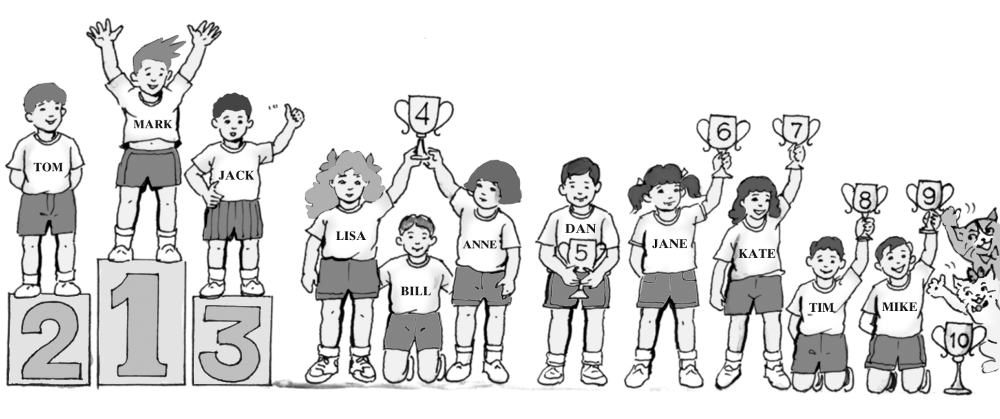 TOM
MARK
JACK
2
1
3
4
LISA
BILL
ANNE
DAN
5
6
JANE
7
KATE
8
TIM
9
MIKE
10